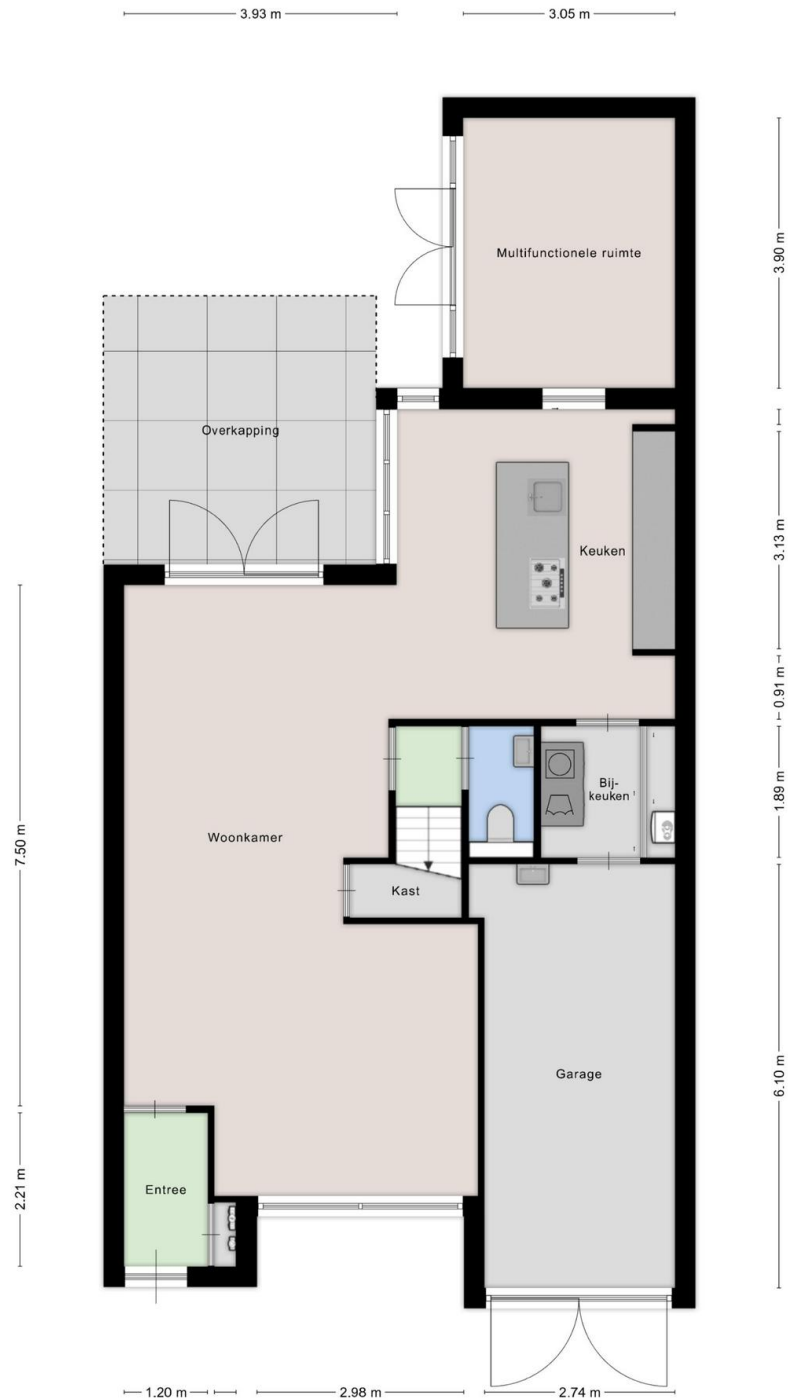 3.93 m
3.05 m
Multifunctionele ruimte
3.90 m
Overkapping
Keuken
3.13 m
0.91 m
Bij-
keuken
1.89 m
Woonkamer
7.50 m
Kast
Garage
6.10 m
Entree
2.21 m
1.20 m
2.98 m
2.74 m